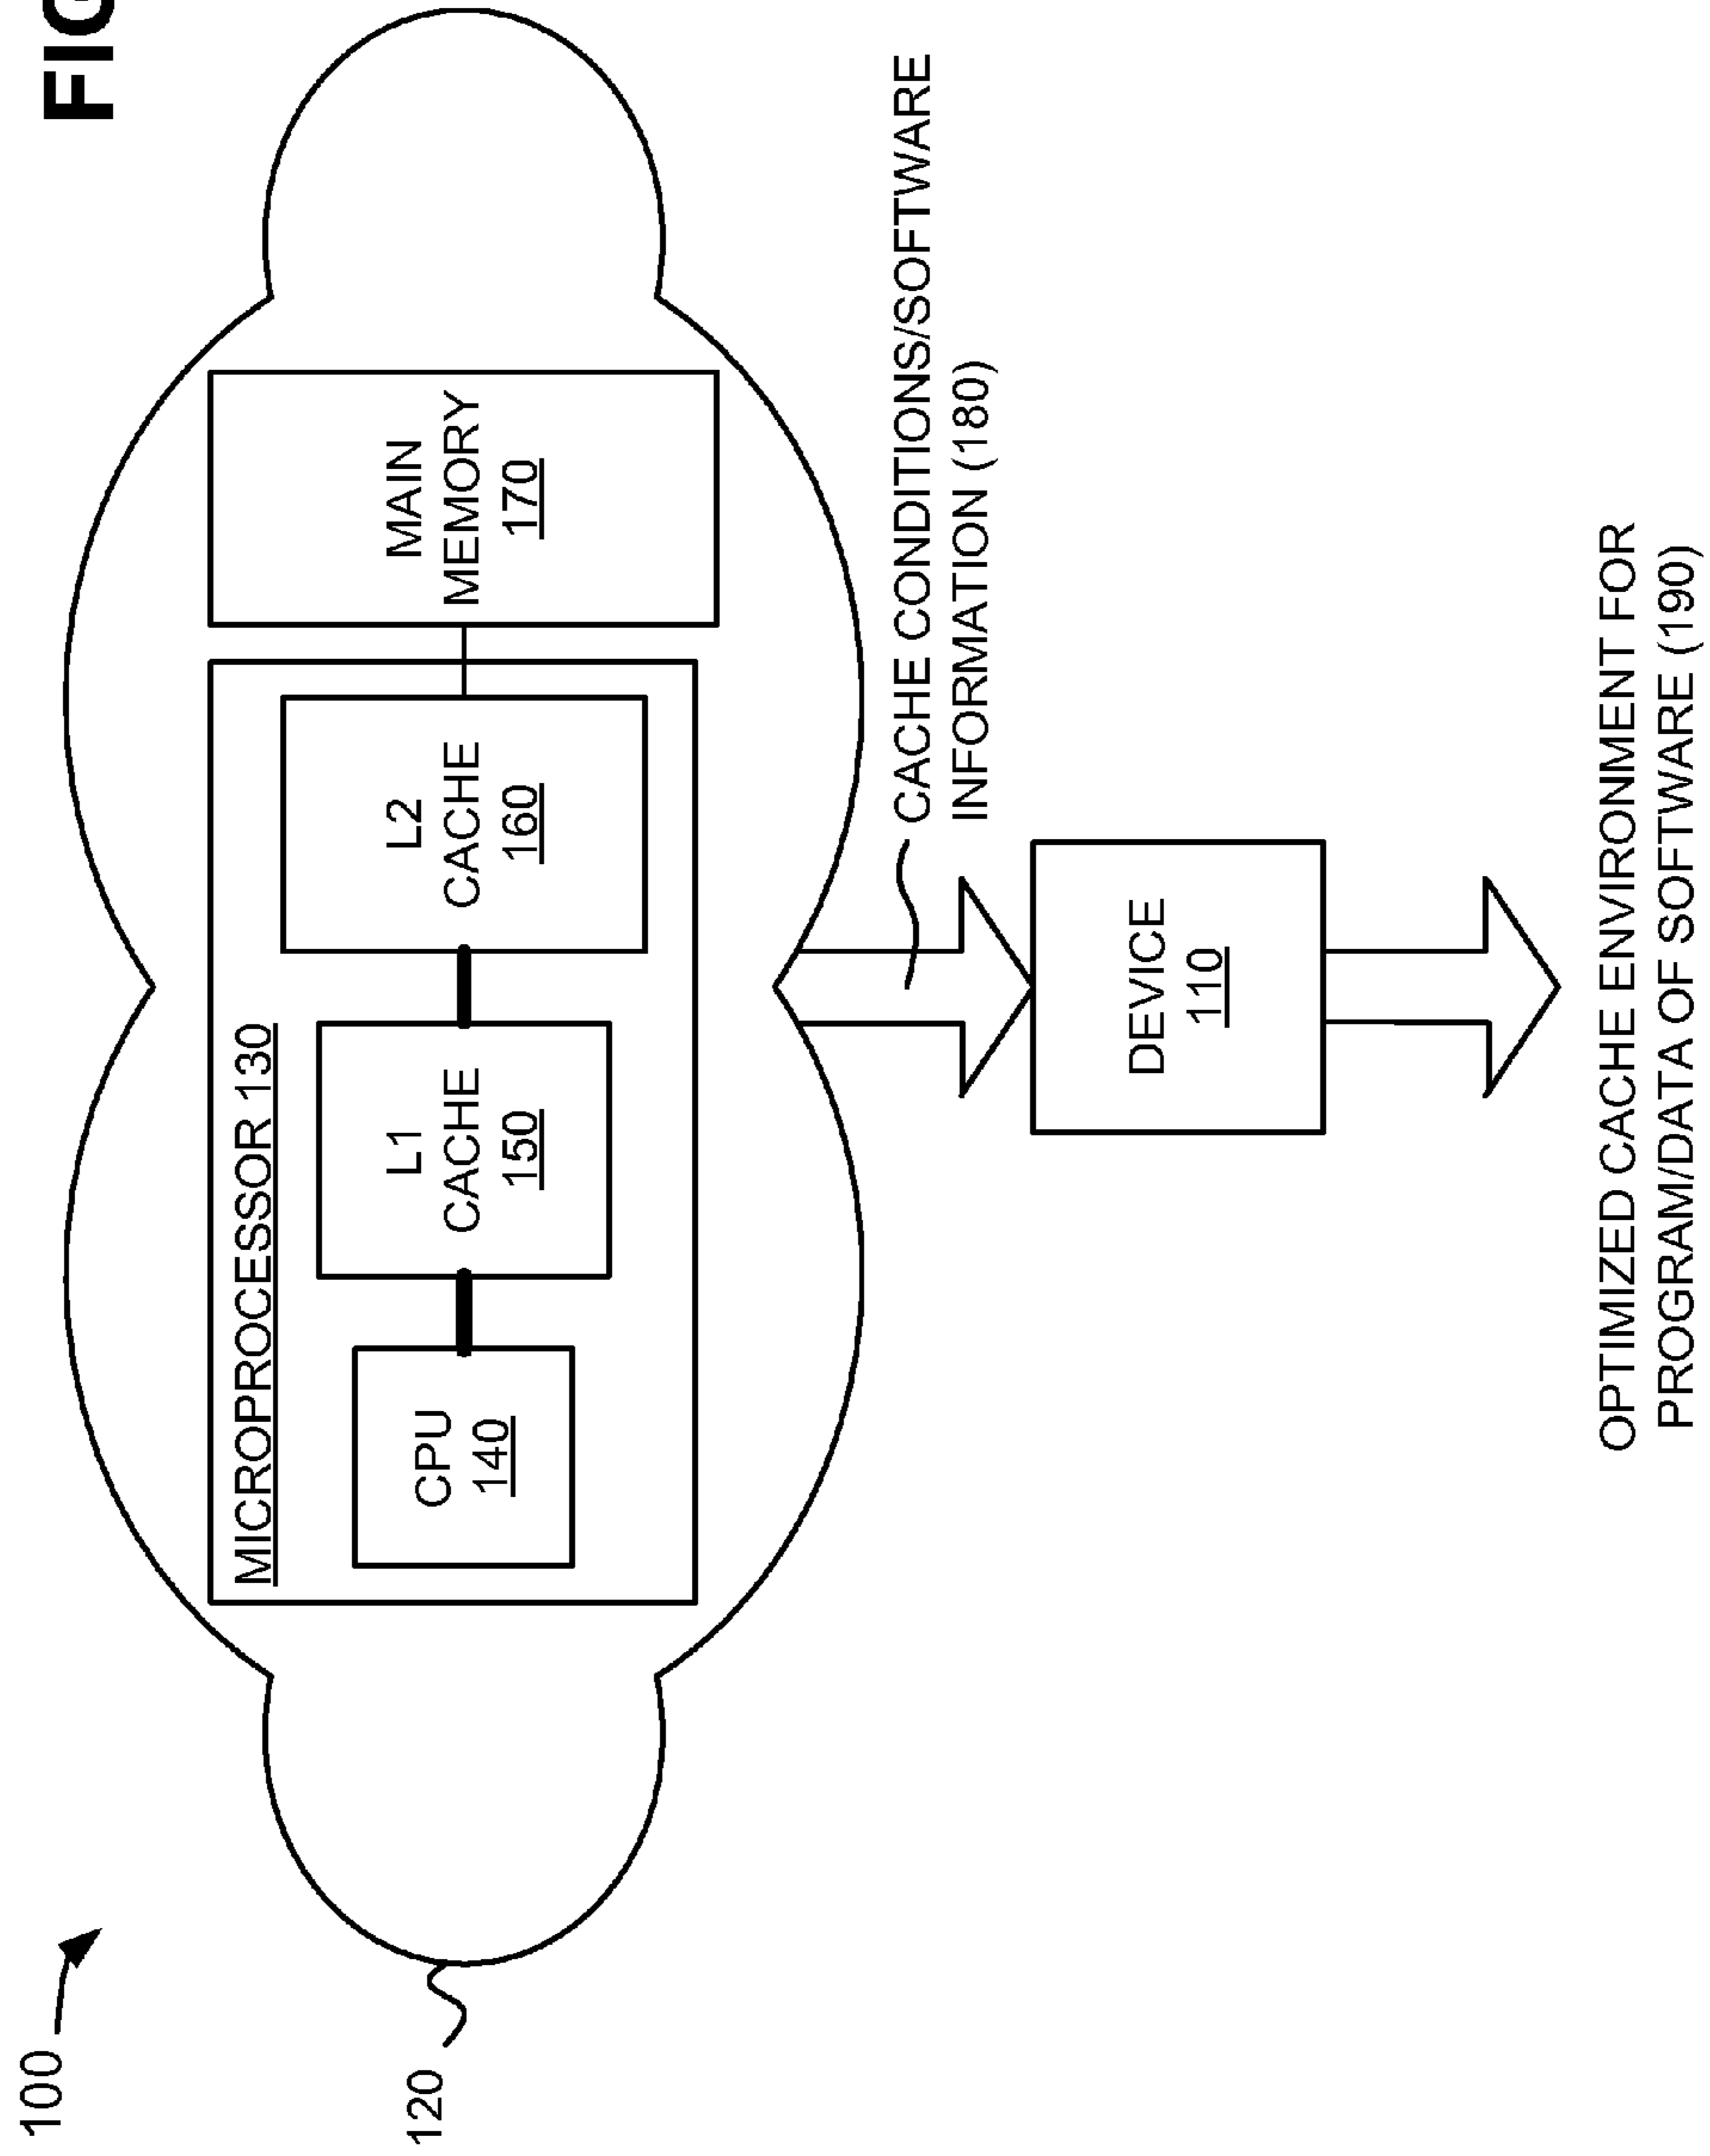 FIG
100
120
MICROPROCESSOR 130
CPU
140
L1
CACHE
150
L2
CACHE
160
MAIN
MEMORY
170
CACHE CONDITIONS/SOFTWARE
INFORMATION (180)
DEVICE
110
OPTIMIZED CACHE ENVIRONMENT FOR
PROGRAM/DATA OF SOFTWARE (190)